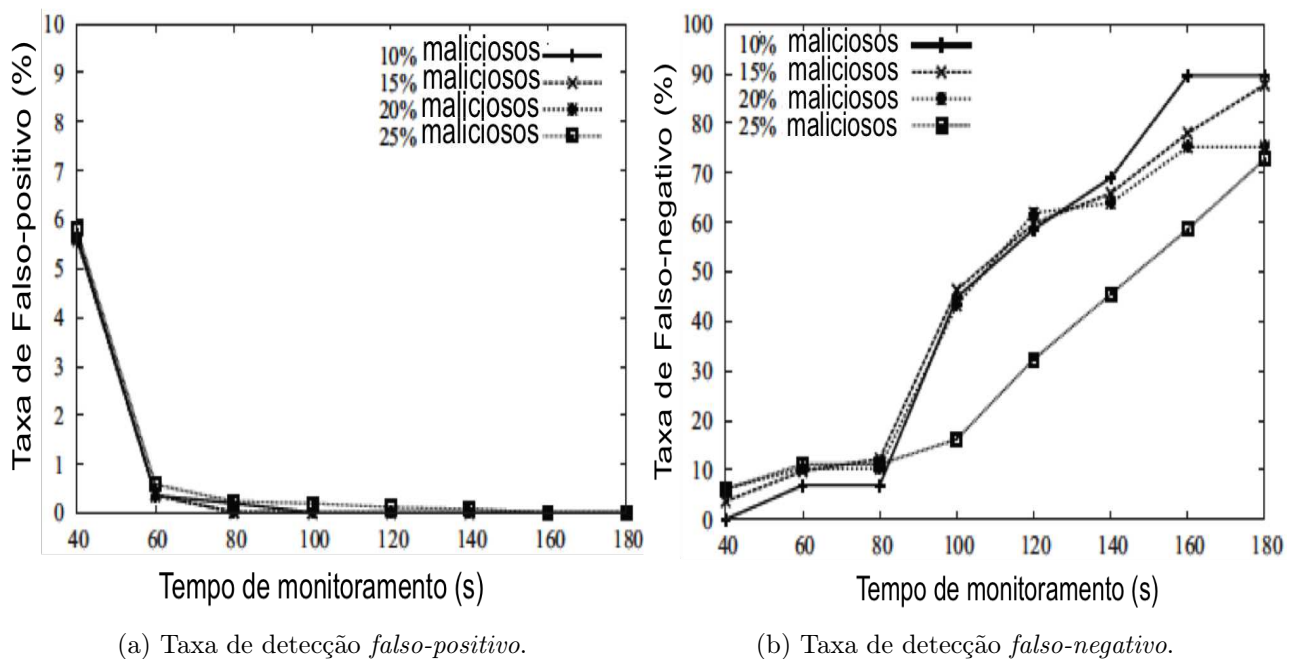 10
9
8
7
6
5
4
3
2
1
0
Taxa de Falso-positivo (%)
10% maliciosos
15% maliciosos
20% maliciosos
25% maliciosos
40 60 80 100 120 140 160 180
Tempo de monitoramento (s)
(a) Taxa de detecção falso-positivo.
100
90
80
70
60
50
40
30
20
10
0
Taxa de Falso-negativo (%)
10% maliciosos
15% maliciosos
20% maliciosos
25% maliciosos
40 60 80 100 120 140 160 180
Tempo de monitoramento (s)
(b) Taxa de detecção falso-negativo.